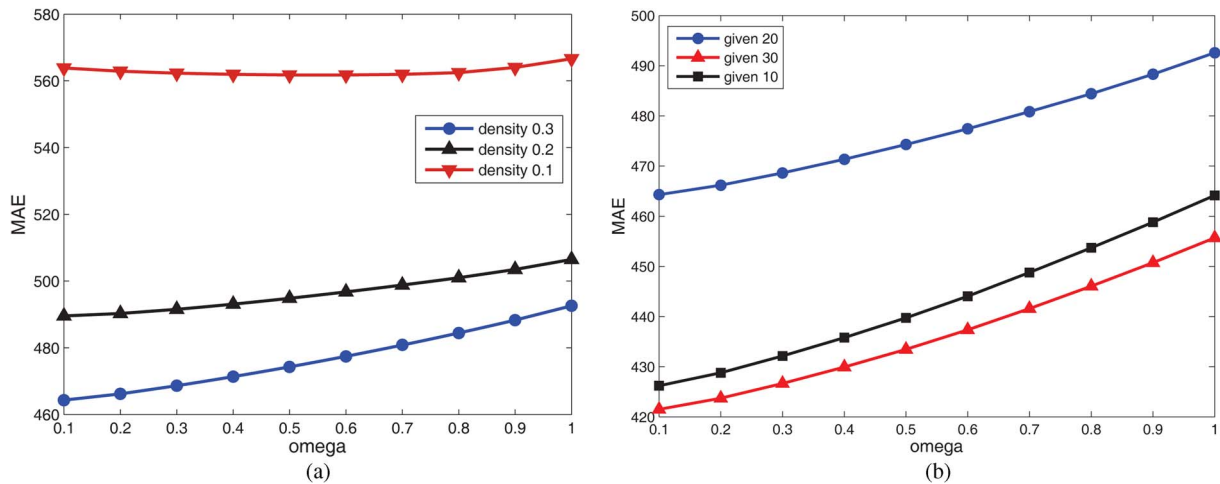 580
560
540
520
500
480
460
MAE
density 0.3
density 0.2
density 0.1
0.1 0.2 0.3 0.4 0.5 0.6 0.7 0.8 0.9 1
omega
(a)
500
490
480
470
460
450
440
430
420
MAE
given 20
given 30
given 10
0.1 0.2 0.3 0.4 0.5 0.6 0.7 0.8 0.9 1
omega
(b)